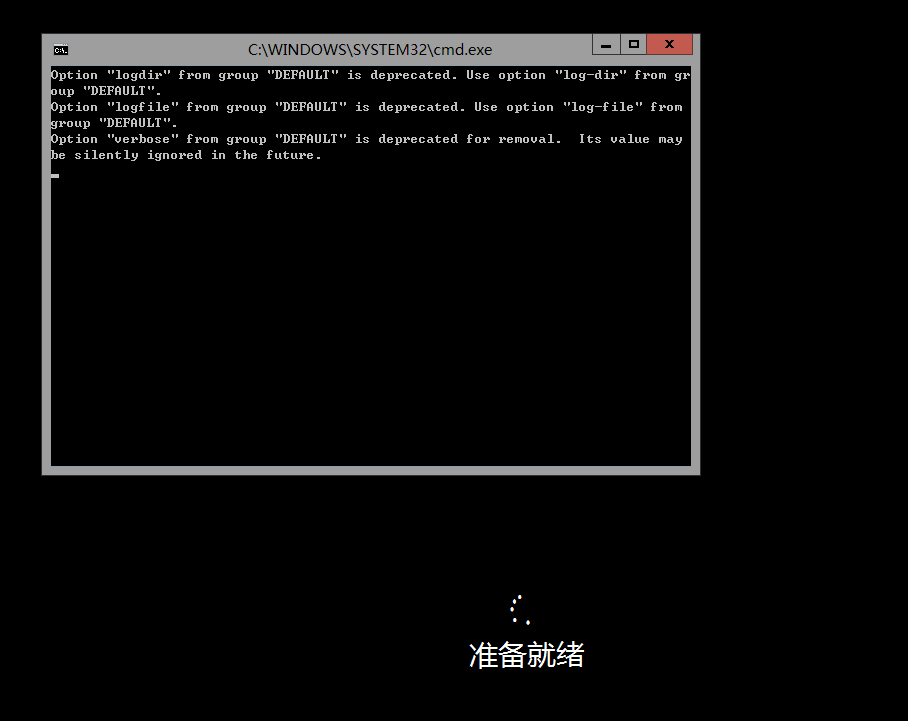 C:\WINDOWS\SYSTEM32\cmd.exe
Option "logdir" from group "DEFAULT" is deprecated. Use option "log-dir" from gr
oup "DEFAULT".
Option "logfile" from group "DEFAULT" is deprecated. Use option "log-file" from
group "DEFAULT".
Option "verbose" from group "DEFAULT" is deprecated for removal.  Its value may
be silently ignored in the future.
准备就绪